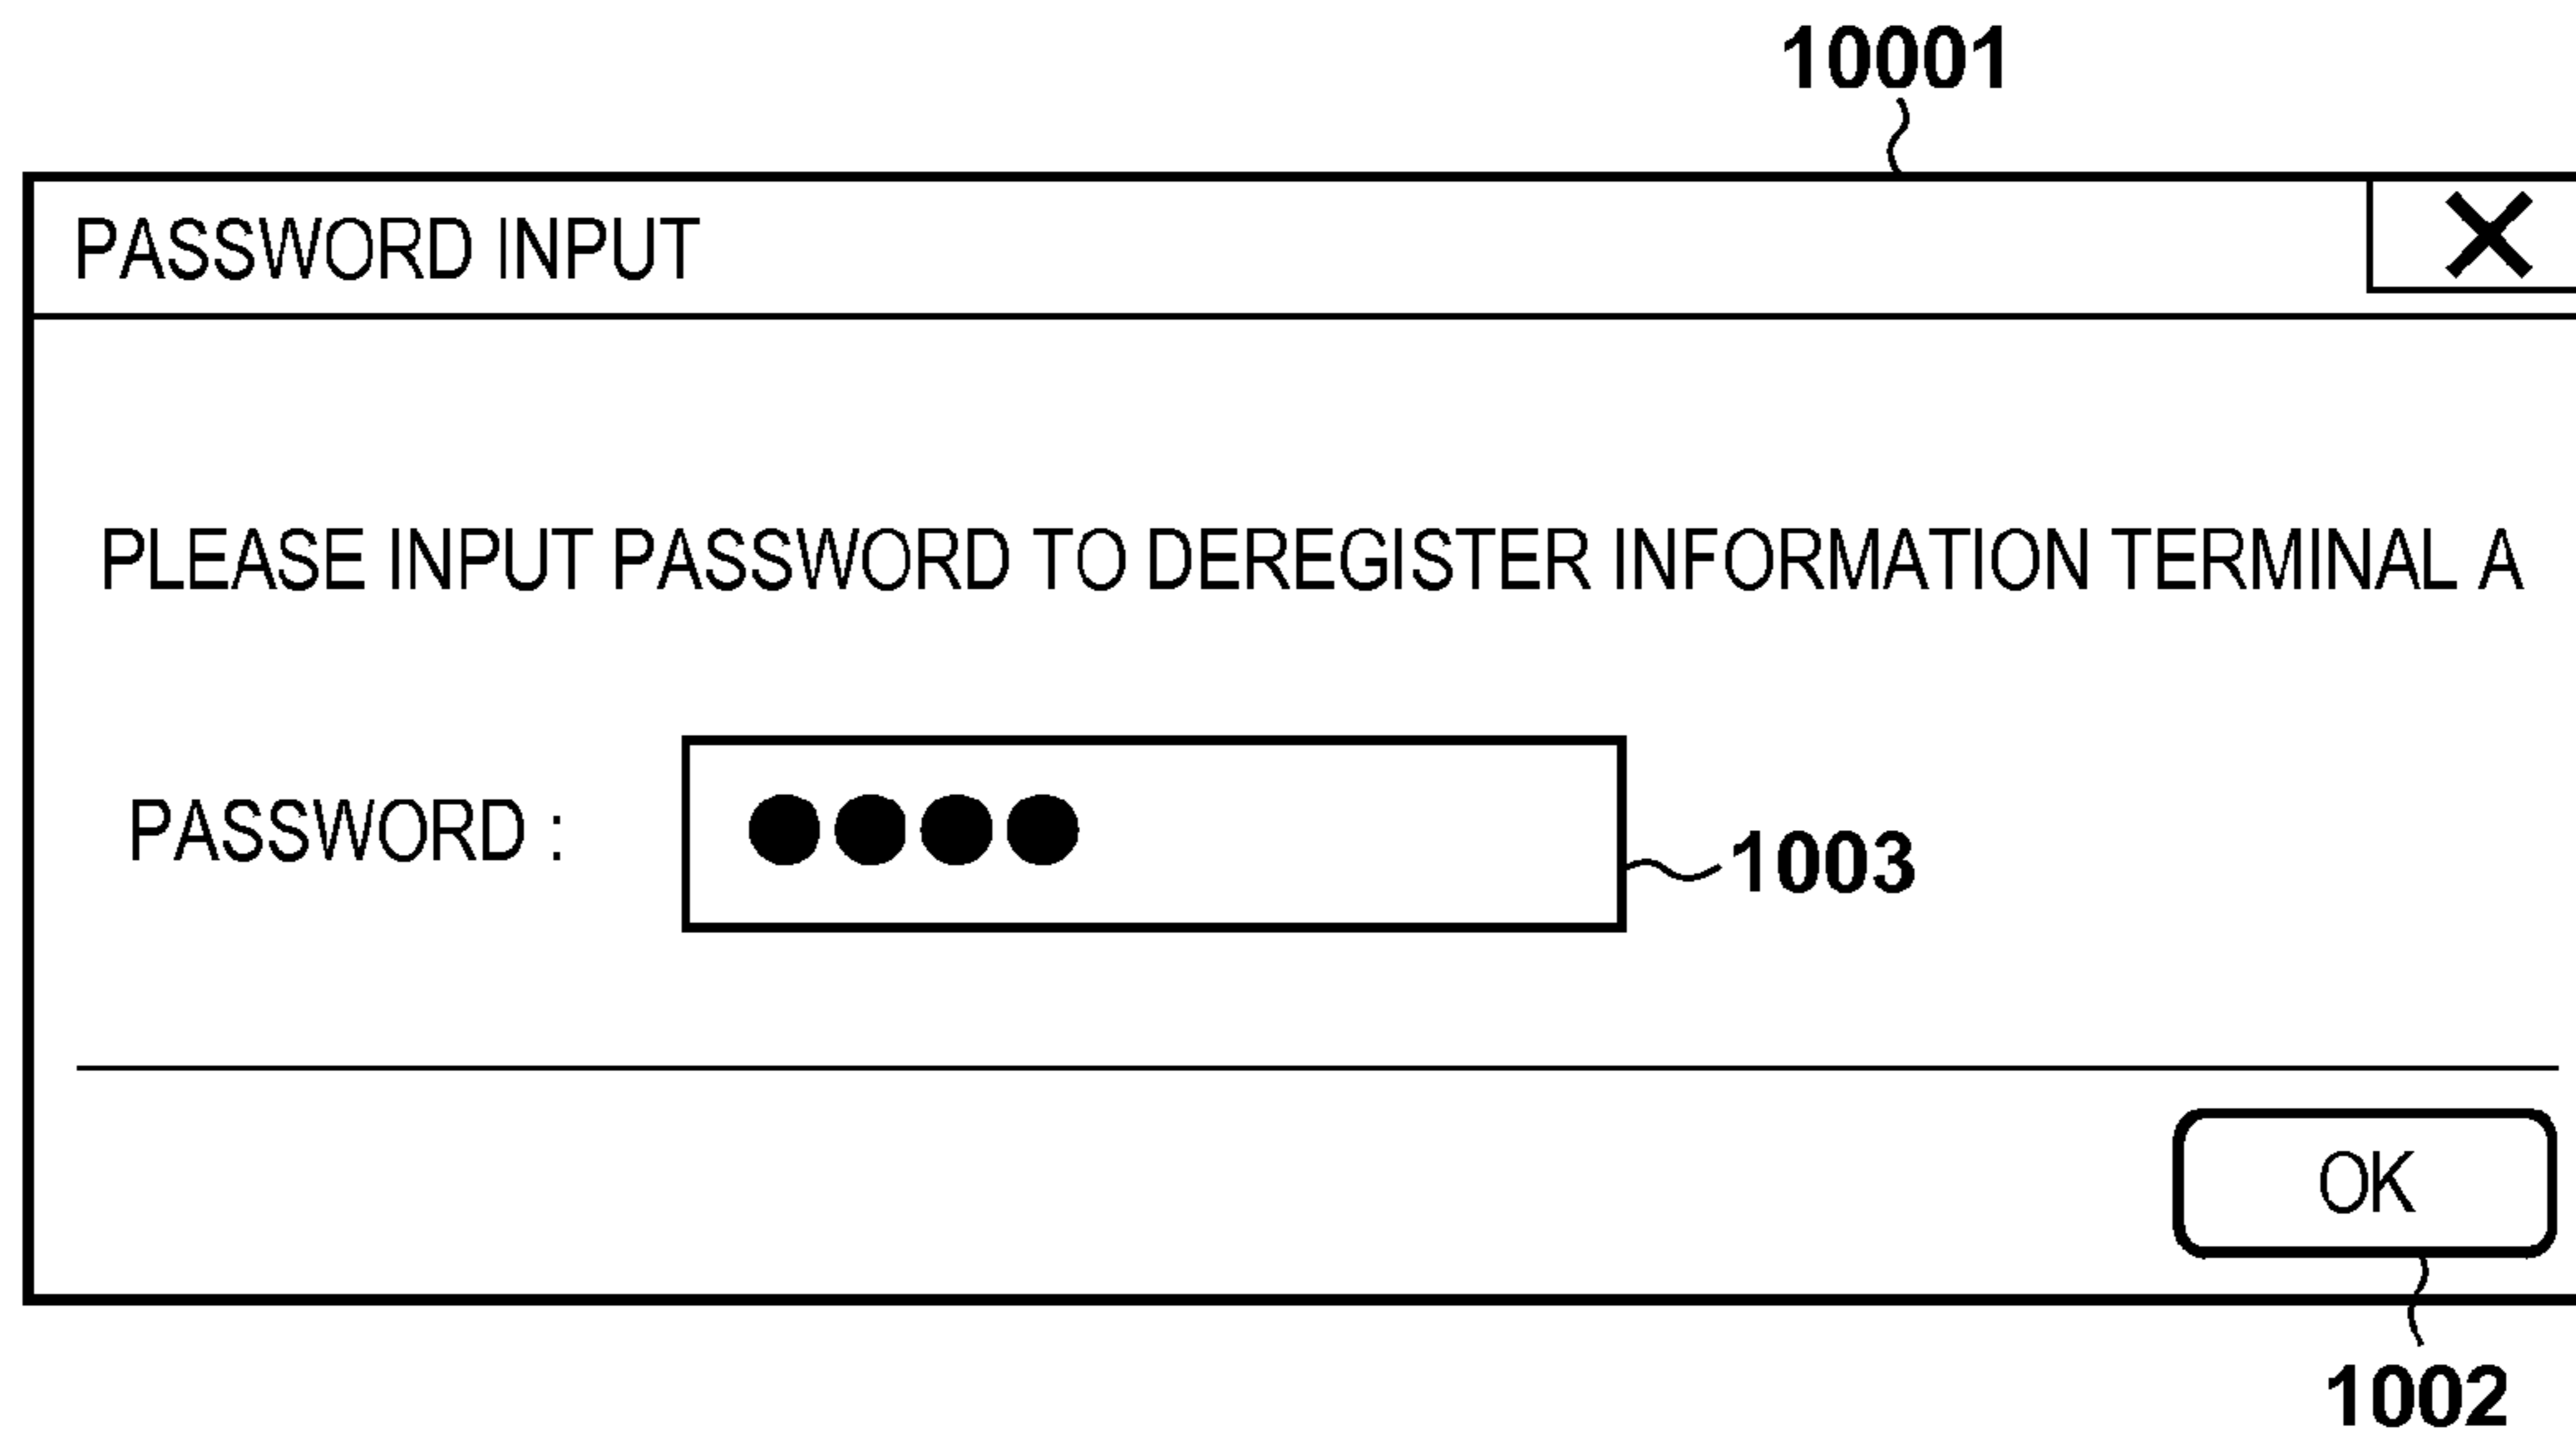 10001
PASSWORD INPUT
PLEASE INPUT PASSWORD TO DEREGISTER INFORMATION TERMINAL A
PASSWORD : ●●●●
1003
OK
1002